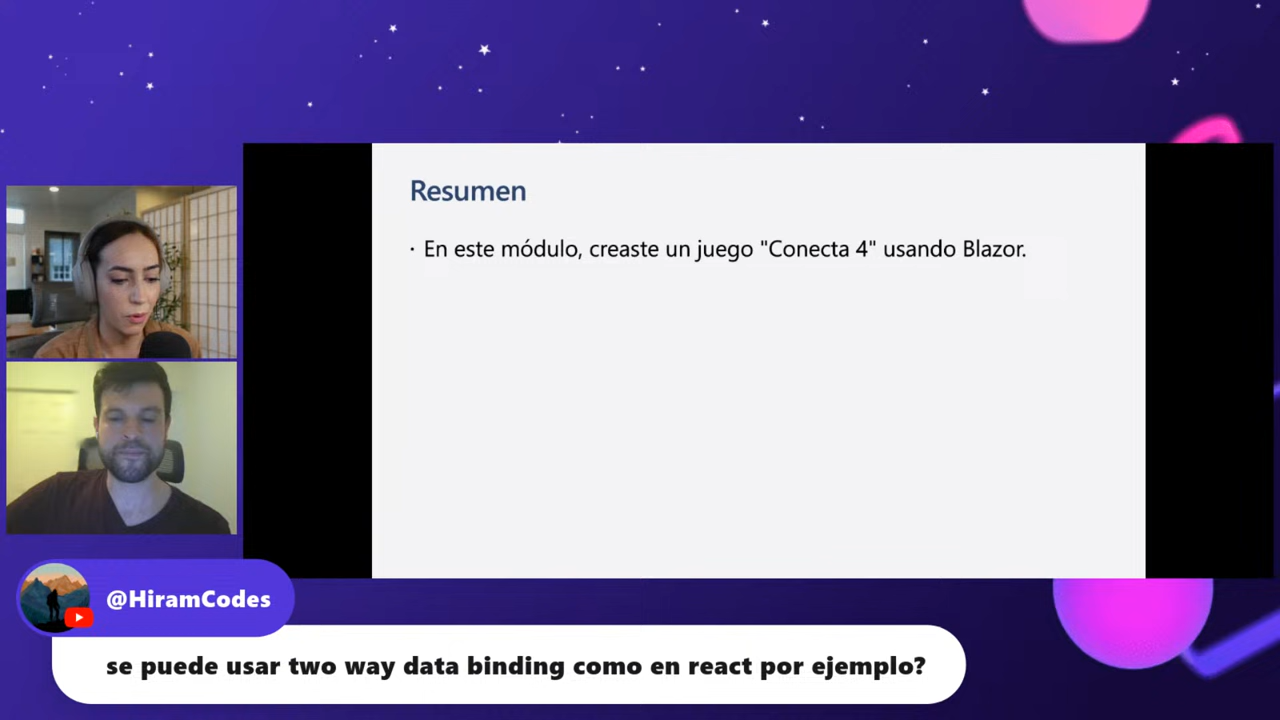 Resumen
· En este módulo, creaste un juego "Conecta 4" usando Blazor.
@HiramCodes
se puede usar two way data binding como en react por ejemplo?